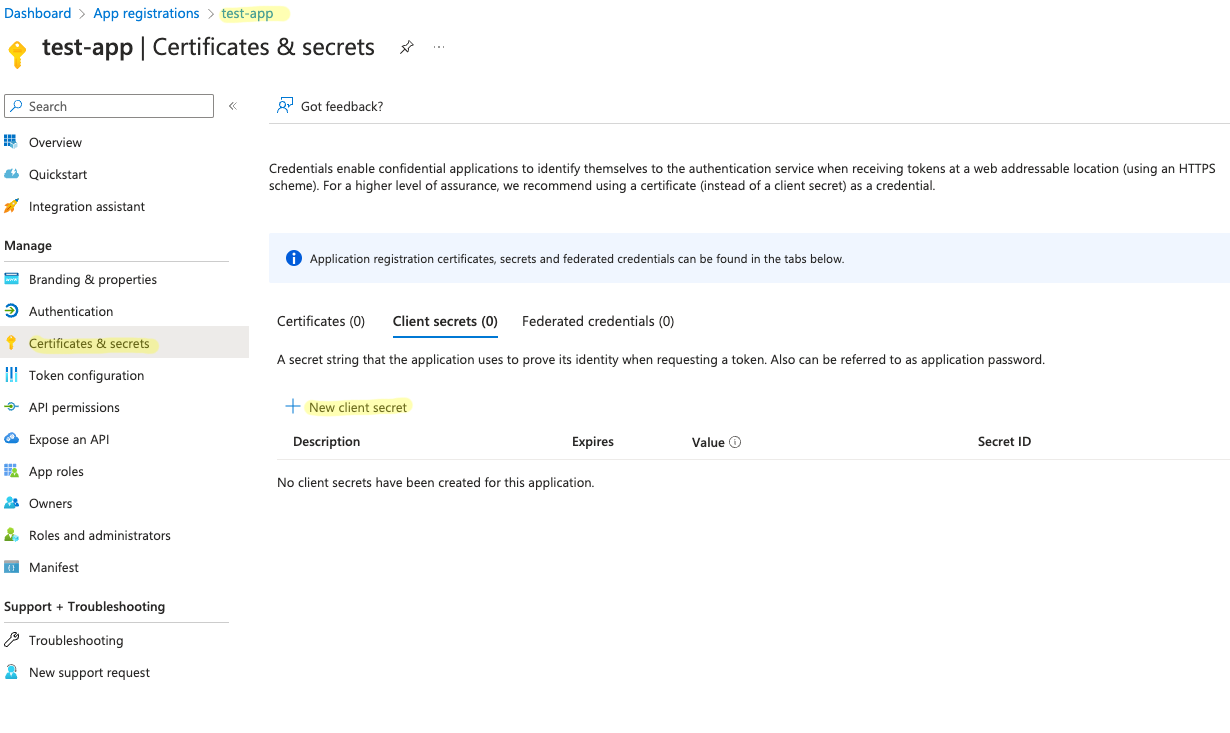 Dashboard > App registrations > test-app
test-app | Certificates & secrets
Search
Overview
Quickstart
Integration assistant
Manage
Branding & properties
Authentication
Certificates & secrets
Token configuration
API permissions
Expose an API
App roles
Owners
Roles and administrators
Manifest
Support + Troubleshooting
Troubleshooting
New support request
Got feedback?
Credentials enable confidential applications to identify themselves to the authentication service when receiving tokens at a web addressable location (using an HTTPS
scheme). For a higher level of assurance, we recommend using a certificate (instead of a client secret) as a credential.
Application registration certificates, secrets and federated credentials can be found in the tabs below.
Certificates (0) Client secrets (0) Federated credentials (0)
A secret string that the application uses to prove its identity when requesting a token. Also can be referred to as application password.
New client secret
Description Expires Value Secret ID
No client secrets have been created for this application.